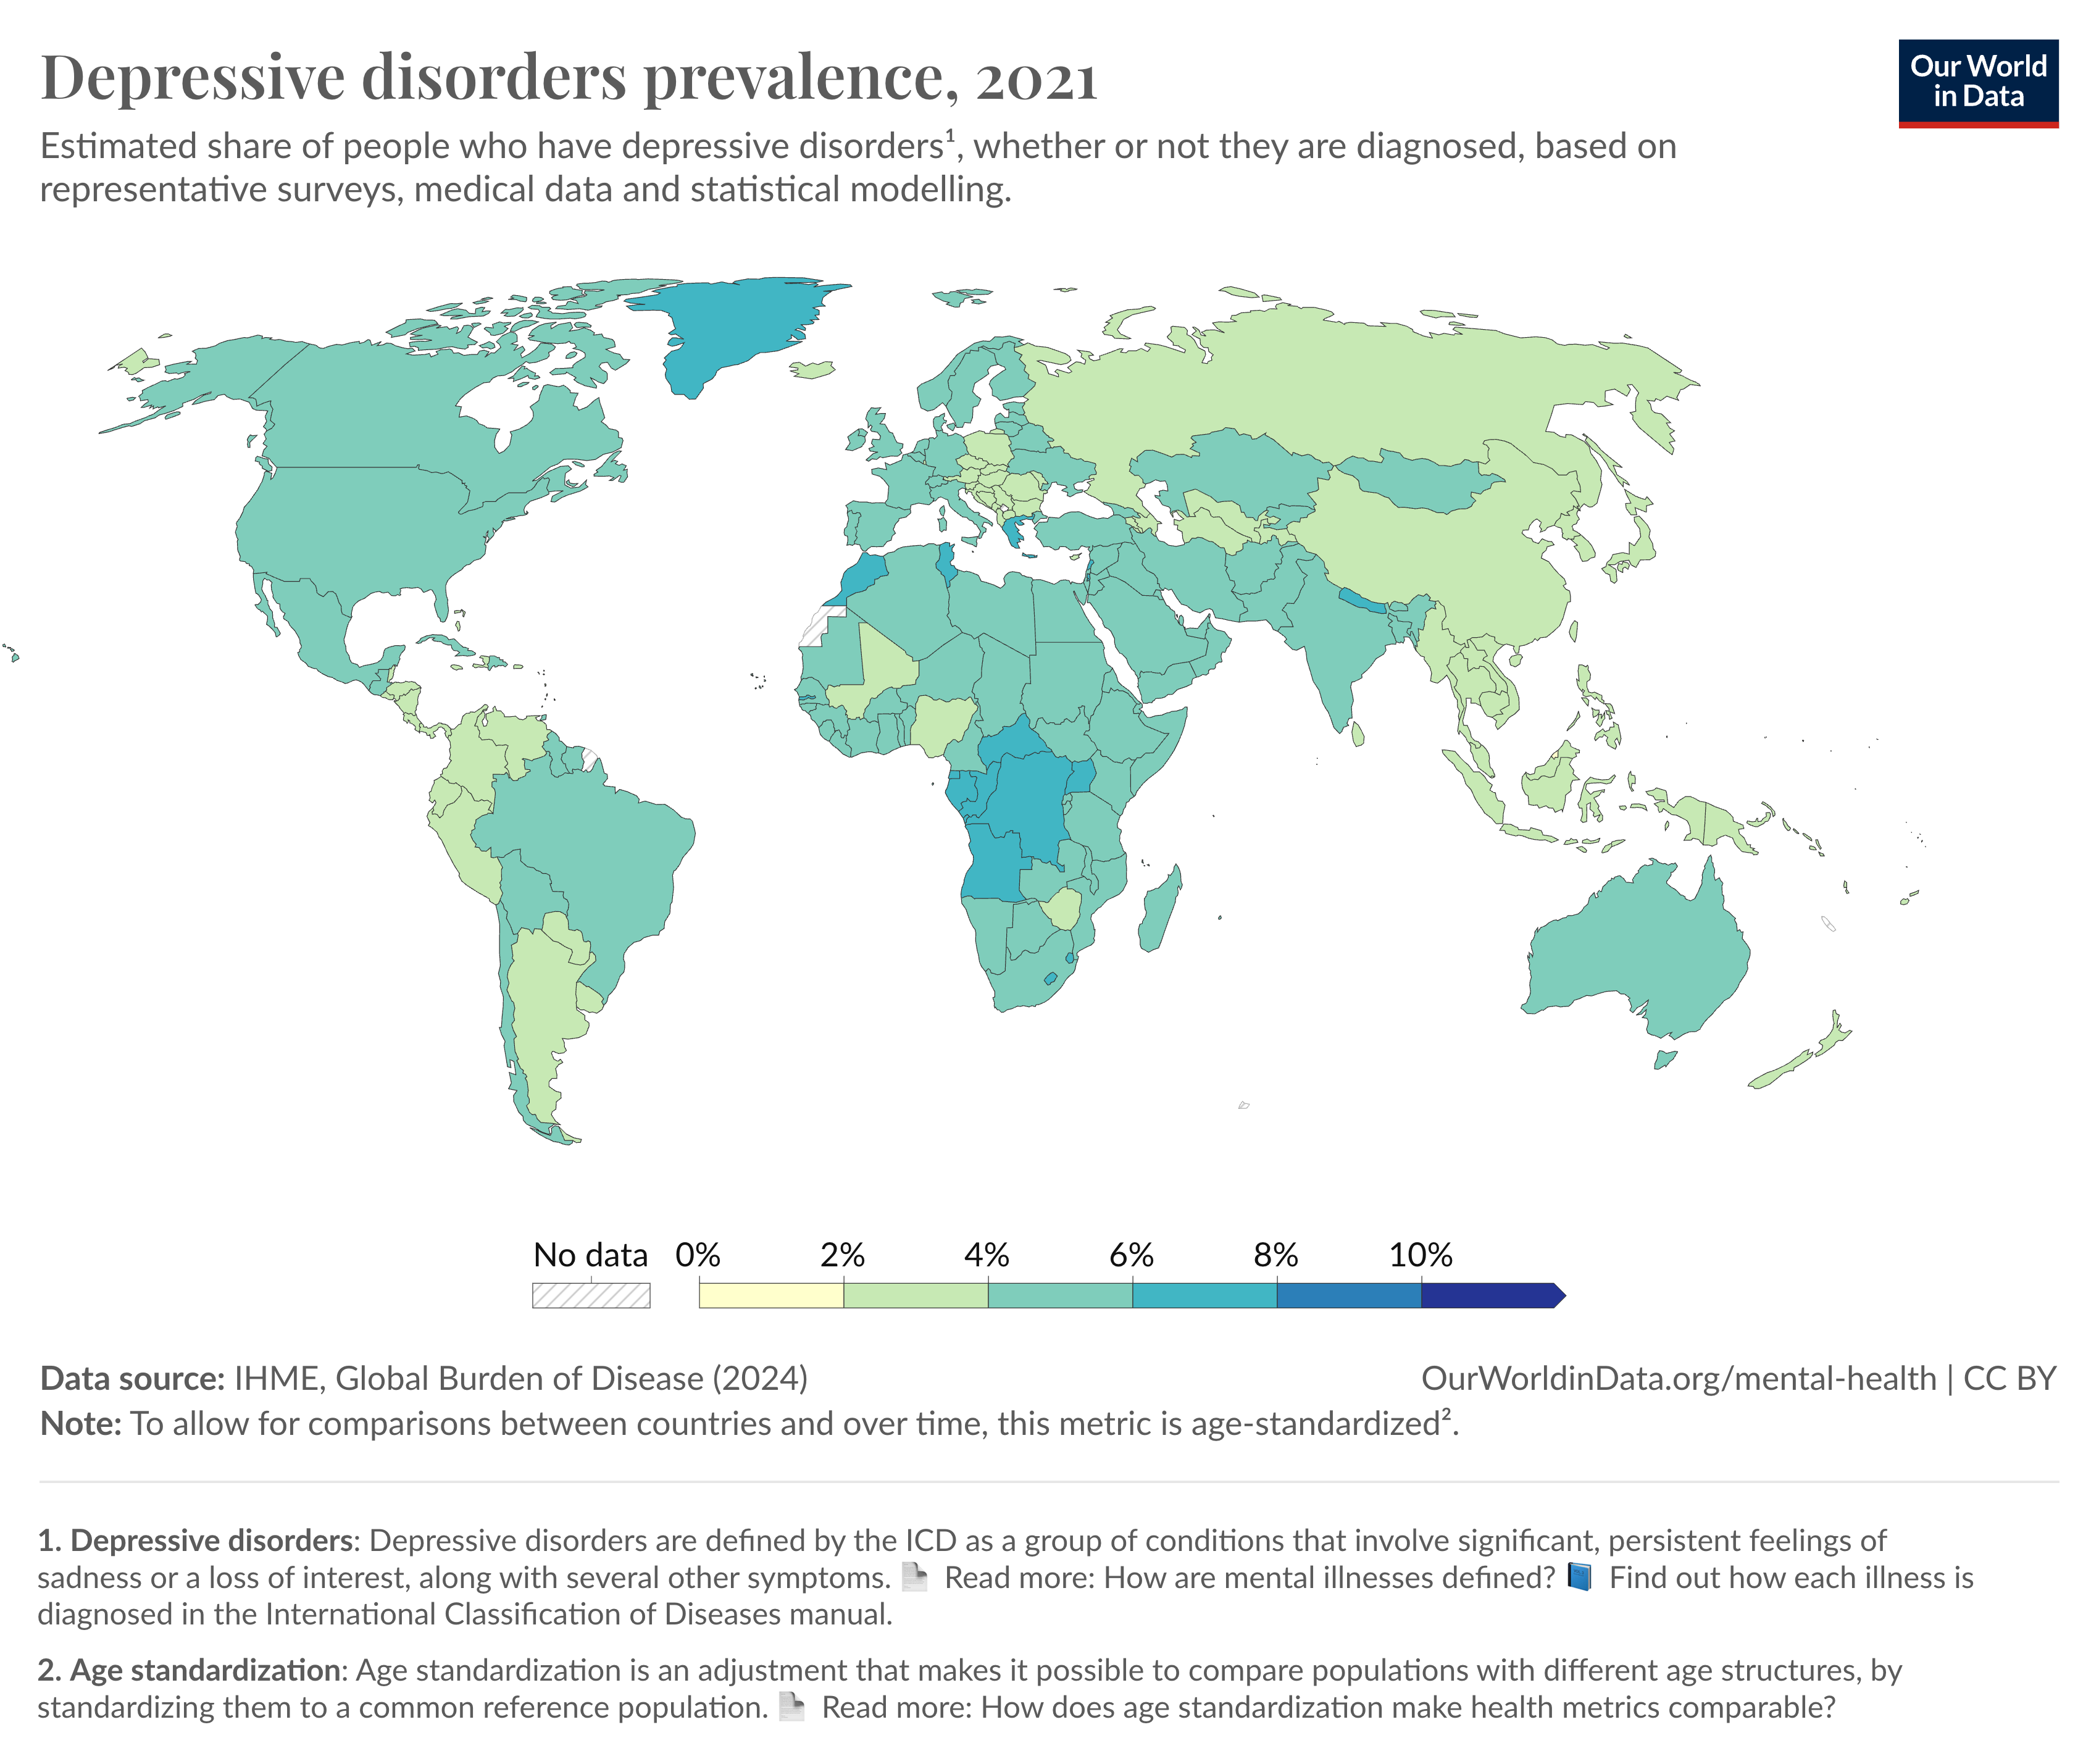 Depressive disorders prevalence, 2021
Our World
in Data
Estimated share of people who have depressive disorders¹, whether or not they are diagnosed, based on
representative surveys, medical data and statistical modelling.
No data
0%
2%
4%
6%
8%
10%
Data source: IHME, Global Burden of Disease (2024)
OurWorldinData.org/mental-health | CC BY
Note: To allow for comparisons between countries and over time, this metric is age-standardized².
1. Depressive disorders: Depressive disorders are defined by the ICD as a group of conditions that involve significant, persistent feelings of
sadness or a loss of interest, along with several other symptoms. Read more: How are mental illnesses defined? Find out how each illness is
diagnosed in the International Classification of Diseases manual.
2. Age standardization: Age standardization is an adjustment that makes it possible to compare populations with different age structures, by
standardizing them to a common reference population. Read more: How does age standardization make health metrics comparable?